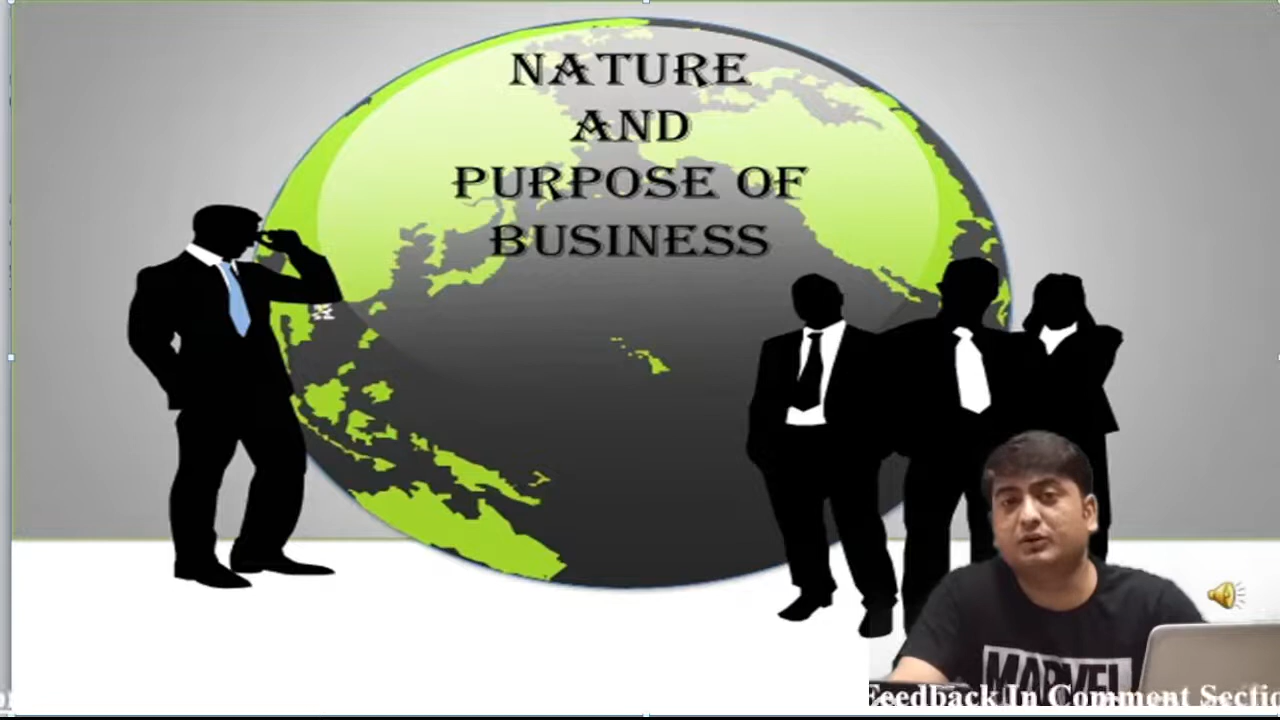 NATURE
AND
PURPOSE OF
BUSINESS
MARVEL
Feedback In Comment Sectio